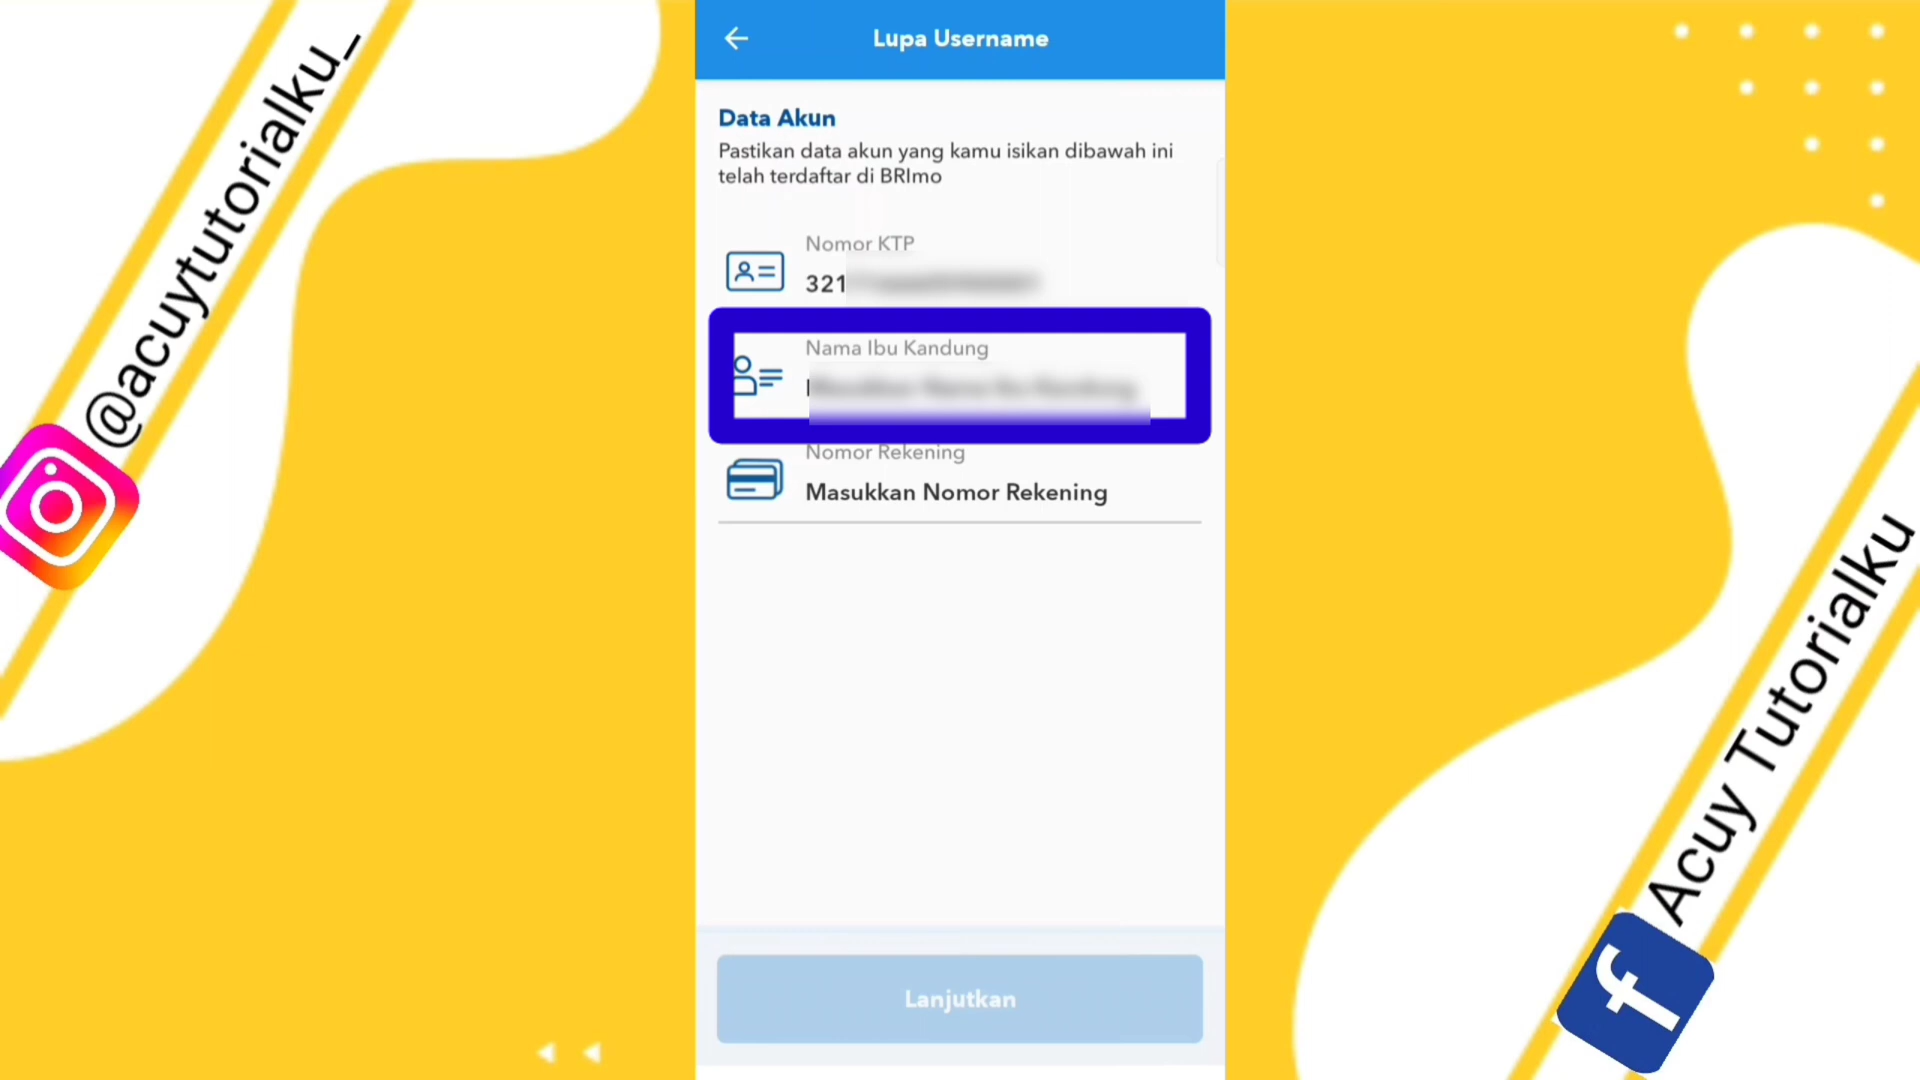 @acuytutorialku_
Lupa Username
Data Akun
Pastikan data akun yang kamu isikan dibawah ini
telah terdaftar di BRImo
Nomor KTP
321
Nama Ibu Kandung
Nomor Rekening
Masukkan Nomor Rekening
Lanjutkan
Acuy Tutorialku